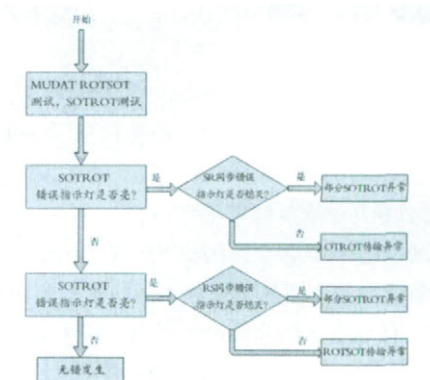 开始
MUDAT ROTSOT
测试，SOTROT测试
SOTROT
错误指示灯是否亮?
是
SR同步错误
指示灯是否熄灭?
是
部分SOTROT异常
否
否
OTROT传输异常
SOTROT
错误指示灯是否亮?
是
RS同步错误
指示灯是否熄灭?
是
部分SOTROT异常
否
否
ROTSOT传输异常
无错发生